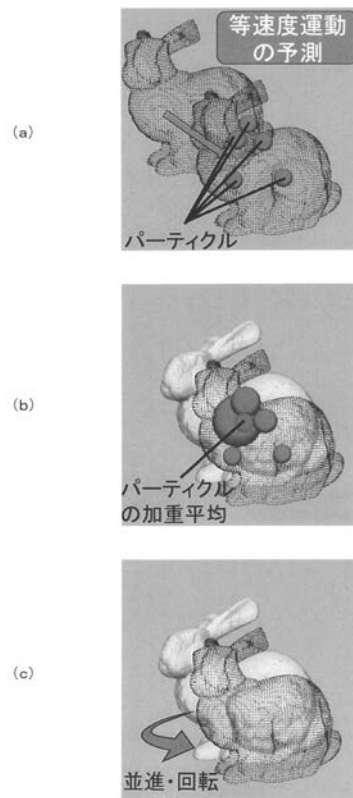 (a)
等速度運動
の予測
パーティクル
(b)
パーティクル
の加重平均
(c)
並進・回転